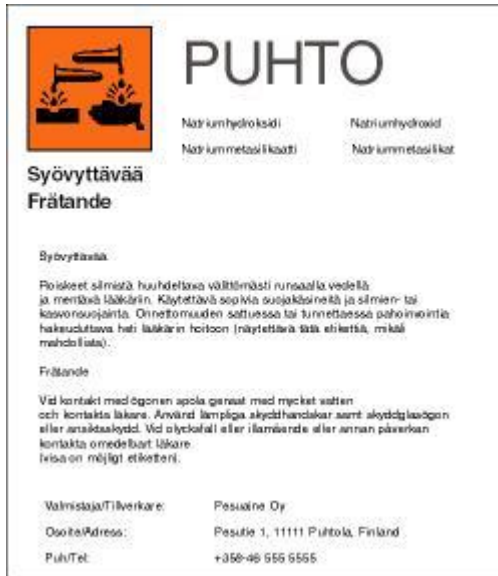 PUHTO
Natriumhydroksidi Natriumhydroxid
Natriummetasilikaatti Natriummetasilikat
Syövyttävää
Frätande
Syövyttävää
Roiskeet silmistä huuhdeltava välittömästi runsaalla vedellä
ja mentävä lääkäriin. Käytettävä sopivia suojakäsineitä ja silmien- tai
kasvonsuojainta. Onnettomuuden sattuessa tai tunnettaessa pahoinvointia
hakeuduttava heti lääkärin hoitoon (näytettävä tätä etikettiä, mikäli
mahdollista).
Frätande
Vid kontakt med ögonen spola genast med mycket vatten
och kontakta läkare. Använd lämpliga skyddhandskar samt skyddglasögon
eller ansiktsskydd. Vid olycksfall eller illamående eller annan påverkan
kontakta omedelbart läkare
(visa om möjligt etiketten).
Valmistaja/Tillverkare: Pesuaine Oy
Osoite/Adress: Pesutie 1, 11111 Puhtola, Finland
Puh/Tel: +358-46 555 5555